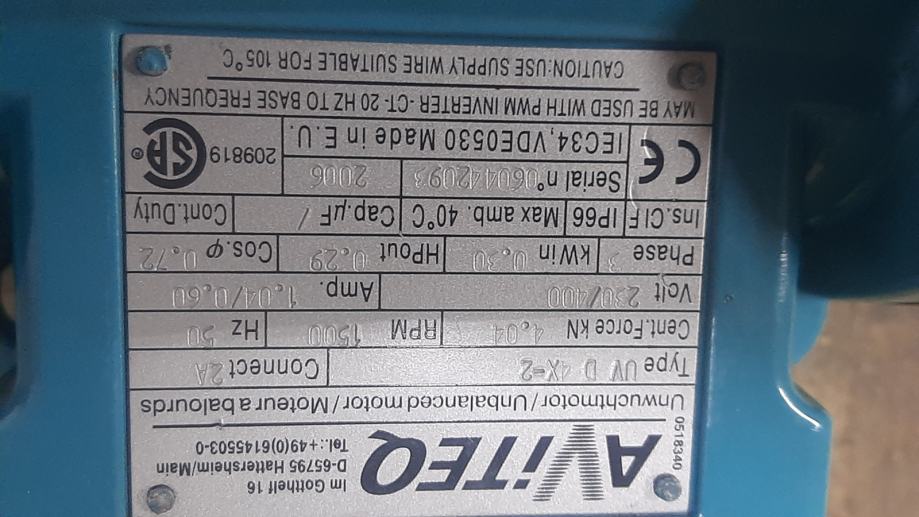 0518340
AViTEQ
Im Gotthelf 16
D-65795 Hattersheim/Main
Tel.:+49(0)6145503-0
Unwuchtmotor/Unbalanced motor/Moteur a balourds
Type UV D 4X-2 Connect 2A
Cent.Force kN 4,04 RPM 1500 Hz 50
Volt 230/400 Amp. 1,04/0,60
Phase 3 kWin 0,30 HPout 0,29 Cos.φ 0,72
Ins.Cl F IP66 Max amb. 40°C Cap.µF / Cont.Duty
CE Serial n° 060442093 2006
IEC34,VDE0530 Made in E.U.
SA ® 209819
MAY BE USED WITH PWM INVERTER -CT- 20 HZ TO BASE FREQUENCY
CAUTION:USE SUPPLY WIRE SUITABLE FOR 105°C